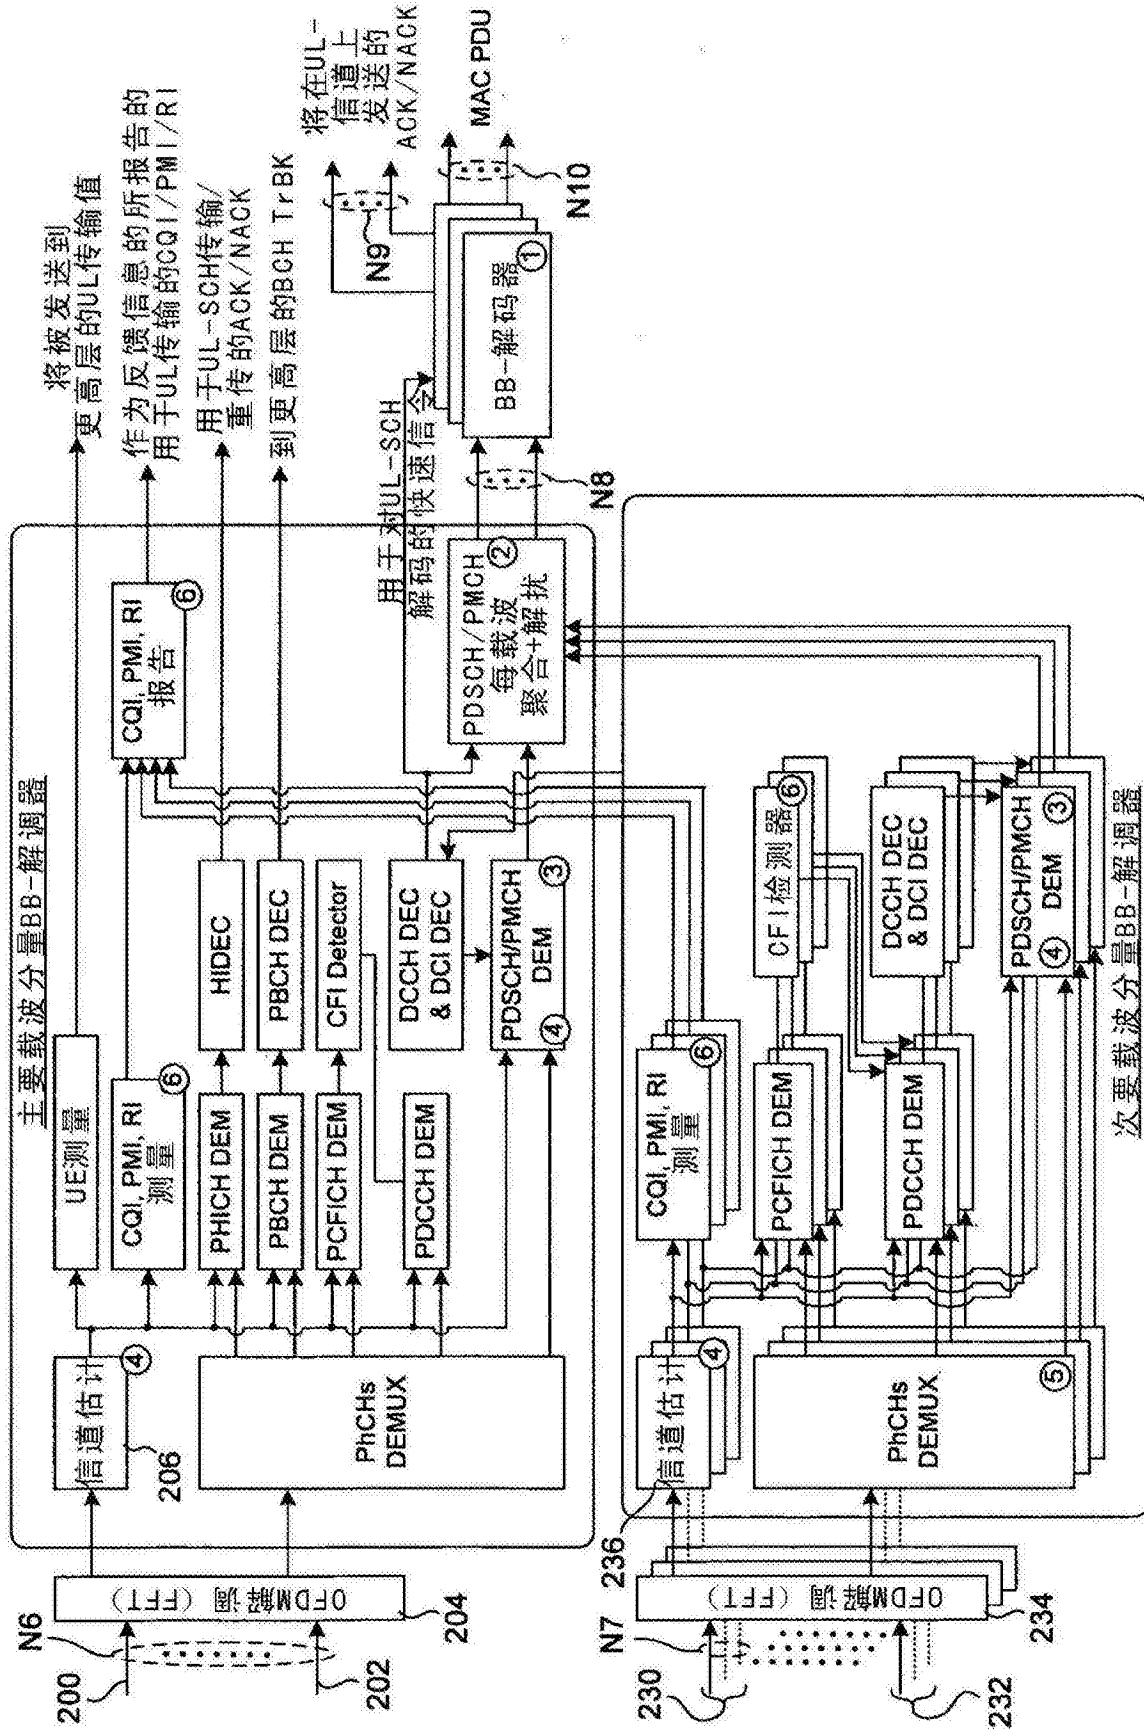 主要载波分量BB-解调器
N6
200
202
OFDM解调 (FFT)
204
信道估计
④
206
PhCHs
DEMUX
UE测量
CQI, PMI, RI
测量
⑥
PHICH DEM
PBCH DEM
PCFICH DEM
PDCCH DEM
HIDEC
PBCH DEC
CFI Detector
DCCH DEC
& DCI DEC
PDSCH/PMCH
DEM
③
④
CQI, PMI, RI
报告
⑥
PDSCH/PMCH
每载波
聚合+解扰
②
将被发送到
更高层的UL传输值
作为反馈信息的所报告的
用于UL传输的CQI/PMI/RI
用于UL-SCH传输/
重传的ACK/NACK
到更高层的BCH TrBK
用于对UL-SCH
解码的快速信令
N8
BB-解码器
①
N9
将在UL-
信道上
发送的
ACK/NACK
N10
MAC PDU
次要载波分量BB-解调器
N7
230
232
OFDM解调 (FFT)
234
236
信道估计
④
PhCHs
DEMUX
⑤
CQI, PMI, RI
测量
⑥
PCFICH DEM
PDCCH DEM
CFI检测器
⑥
DCCH DEC
& DCI DEC
PDSCH/PMCH
DEM
③
④